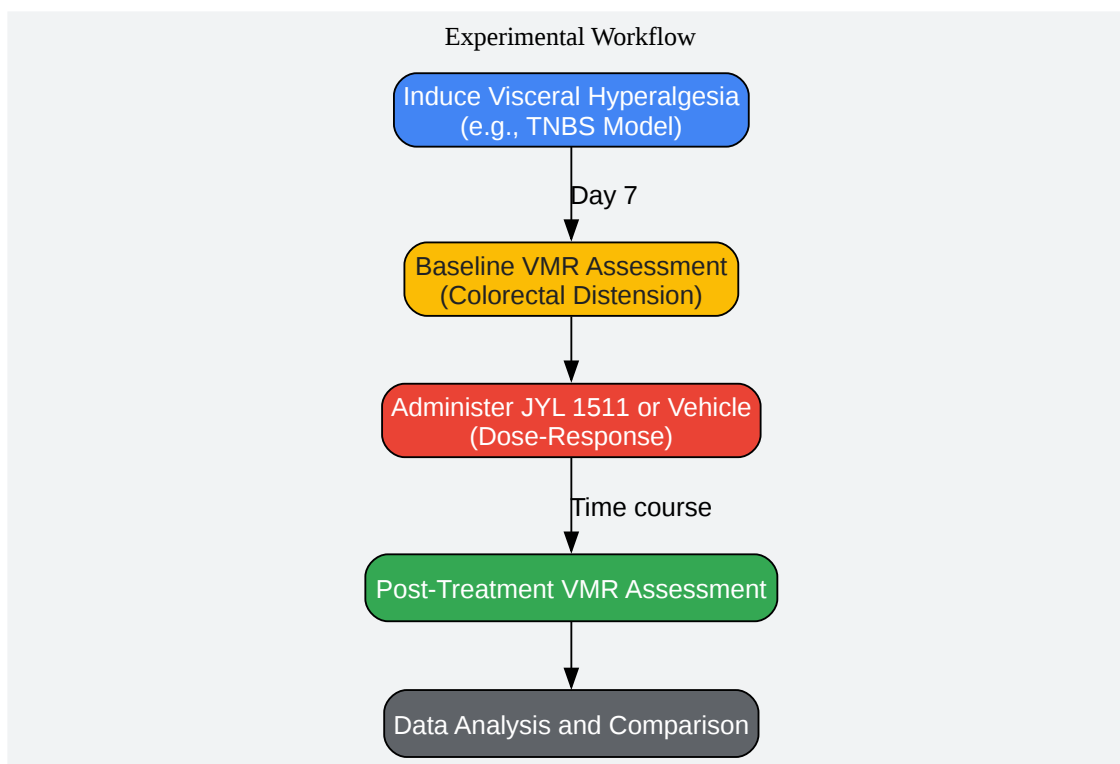 Experimental Workflow
Induce Visceral Hyperalgesia
(e.g., TNBS Model)
Day 7
Baseline VMR Assessment
(Colorectal Distension)
Administer JYL 1511 or Vehicle
(Dose-Response)
Time course
Post-Treatment VMR Assessment
Data Analysis and Comparison